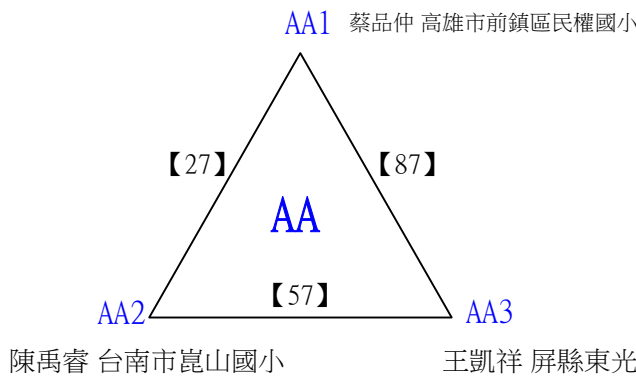 AA1 蔡品仲 高雄市前鎮區民權國小
【27】 【87】
AA
【57】
AA2 AA3
陳禹睿 台南市崑山國小 王凱祥 屏縣東光